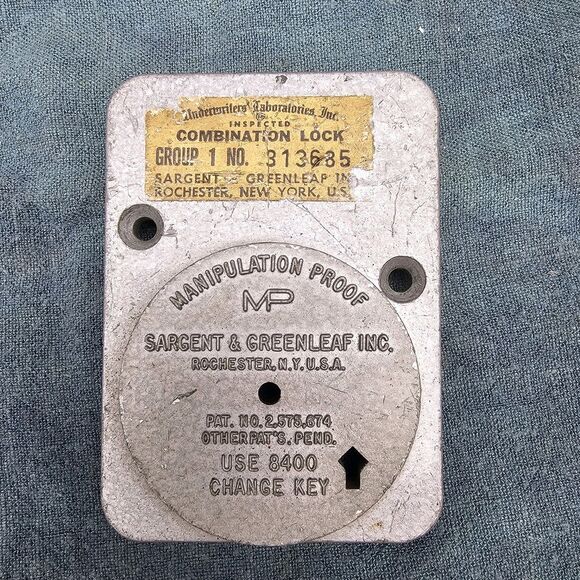 Underwriters' Laboratories, Inc.
INSPECTED
COMBINATION LOCK
GROUP 1 NO. 313685
SARGENT & GREENLEAF IN
ROCHESTER, NEW YORK, U.S.
MANIPULATION PROOF
MP
SARGENT & GREENLEAF INC.
ROCHESTER, N.Y. U.S.A.
PAT. NO. 2,575,674
OTHER PAT'S. PEND.
USE 8400
CHANGE KEY